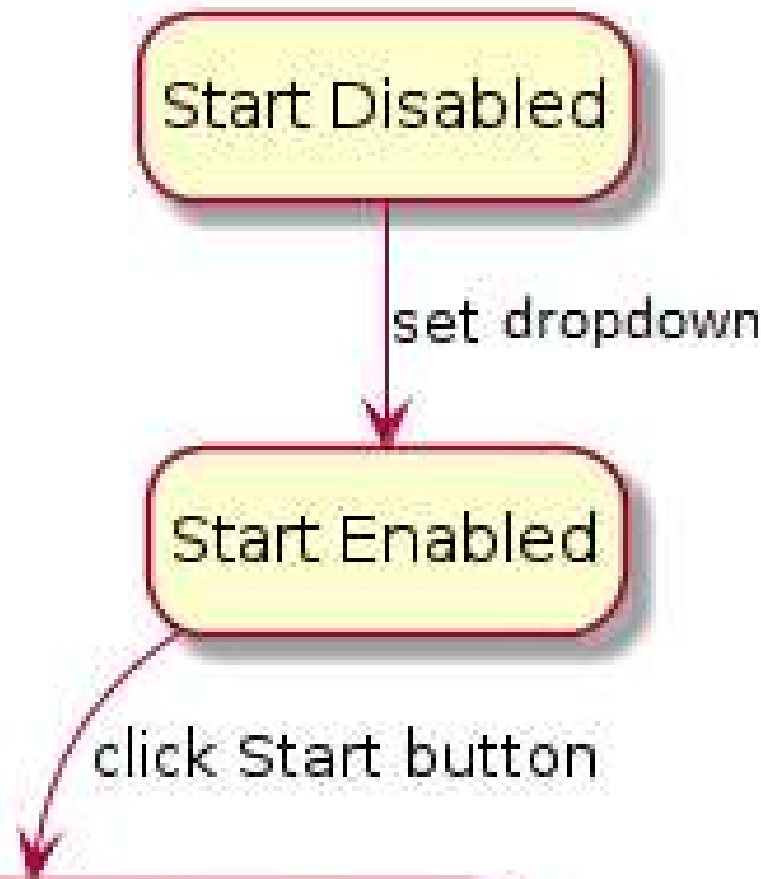 Start Disabled
set dropdown
Start Enabled
click Start button